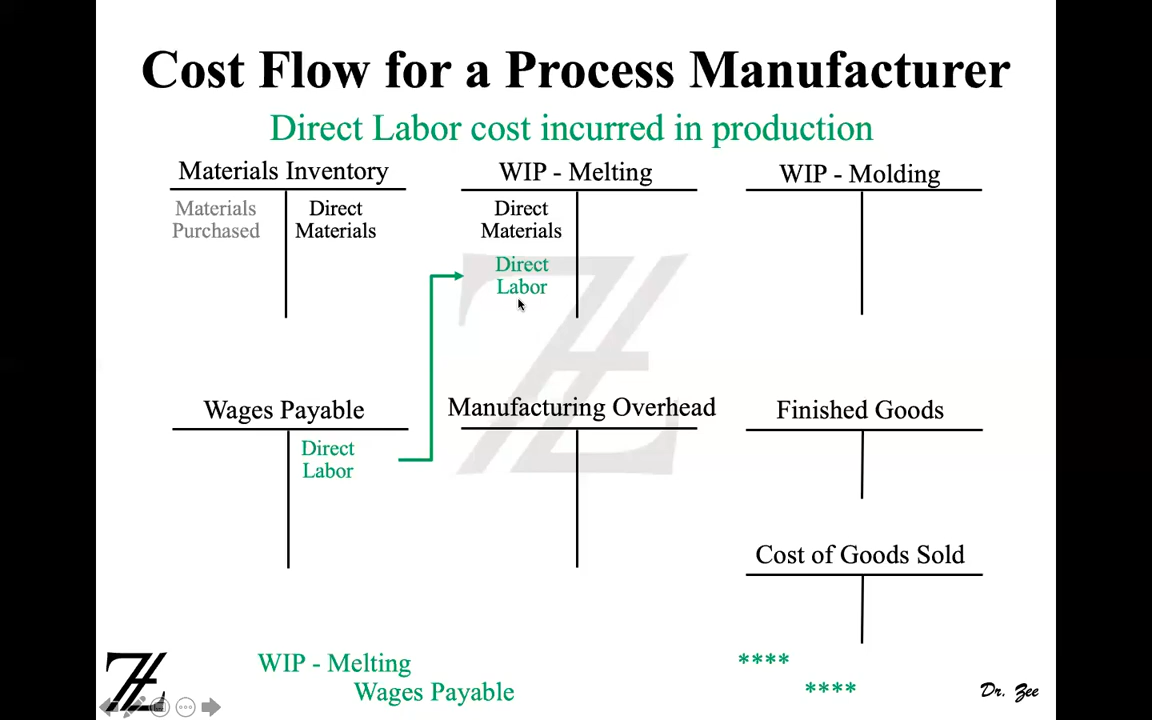 Cost Flow for a Process Manufacturer
Direct Labor cost incurred in production
Materials Inventory
Materials
Purchased
Direct
Materials
WIP - Melting
Direct
Materials
Direct
Labor
WIP - Molding
Wages Payable
Direct
Labor
Manufacturing Overhead
Finished Goods
Cost of Goods Sold
WIP - Melting ****
Wages Payable ****
Dr. Zee